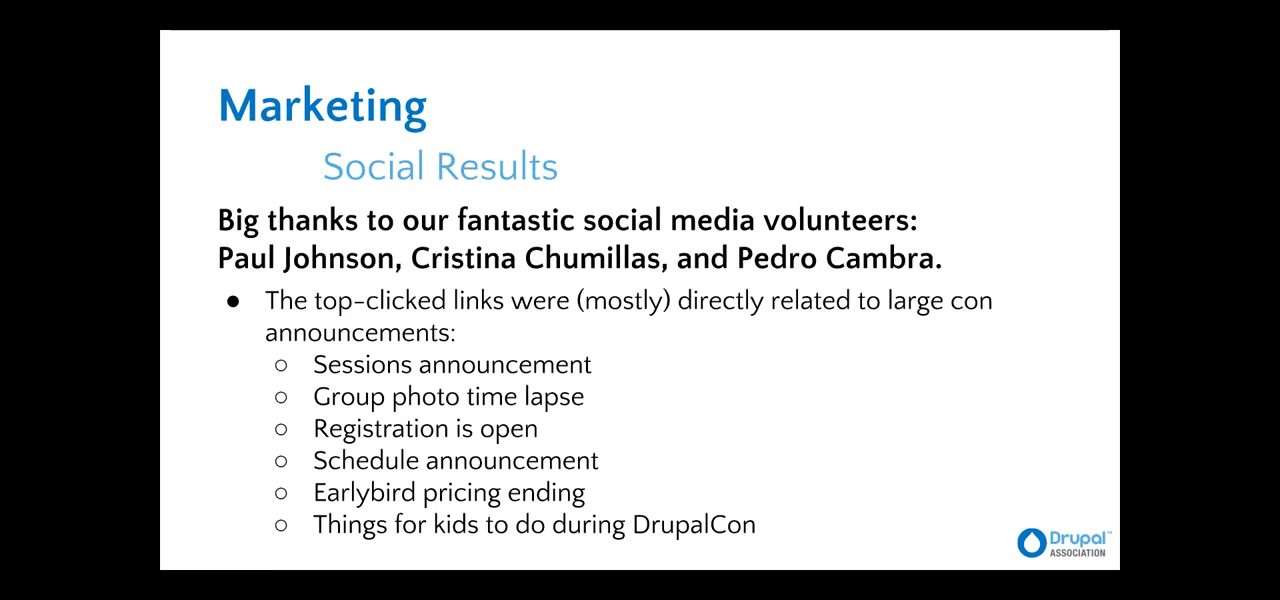 Marketing
Social Results
Big thanks to our fantastic social media volunteers:
Paul Johnson, Cristina Chumillas, and Pedro Cambra.
● The top-clicked links were (mostly) directly related to large con
announcements:
○ Sessions announcement
○ Group photo time lapse
○ Registration is open
○ Schedule announcement
○ Earlybird pricing ending
○ Things for kids to do during DrupalCon
Drupal™
ASSOCIATION